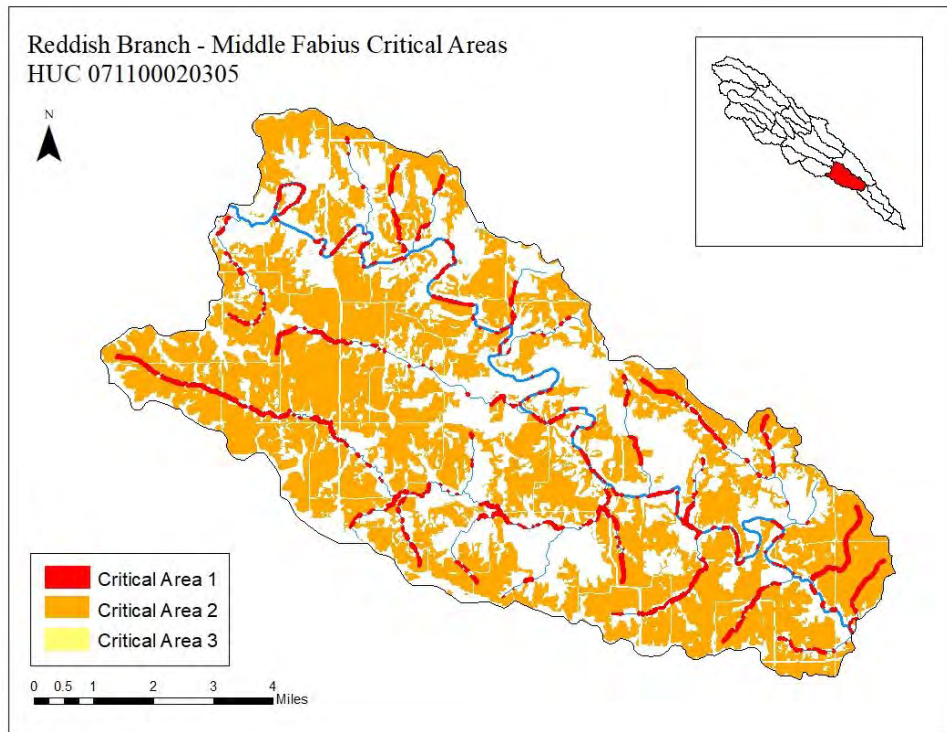 Reddish Branch - Middle Fabius Critical Areas
HUC 071100020305
N
Critical Area 1
Critical Area 2
Critical Area 3
0 0.5 1 2 3 4
Miles